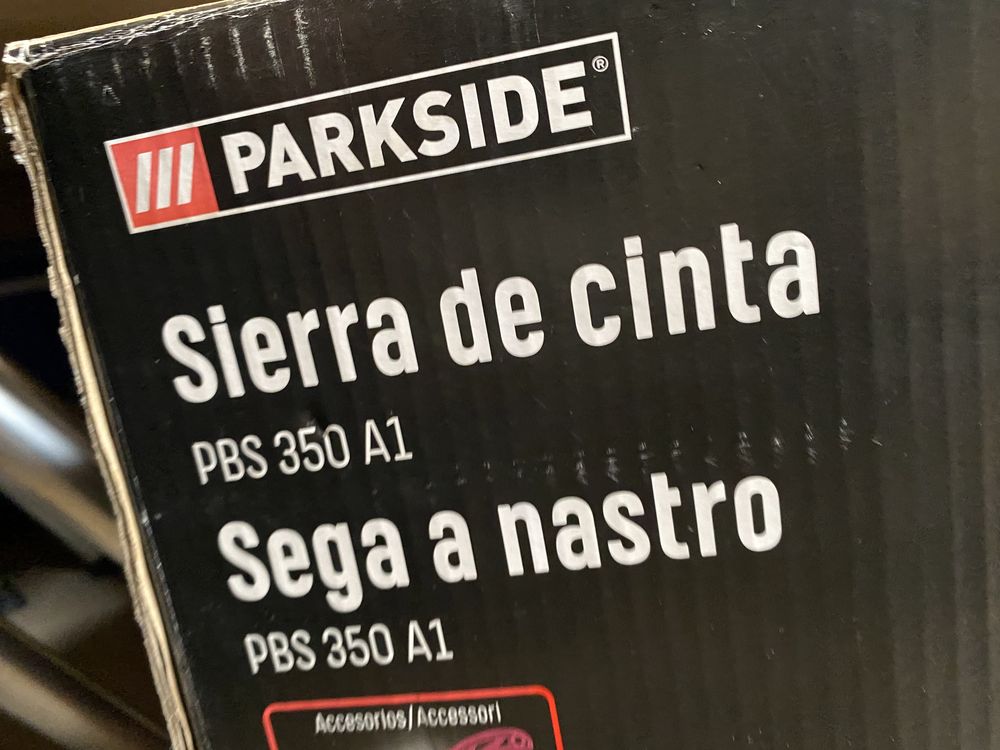 PARKSIDE®
Sierra de cinta
PBS 350 A1
Sega a nastro
PBS 350 A1
Accesorios/Accessori